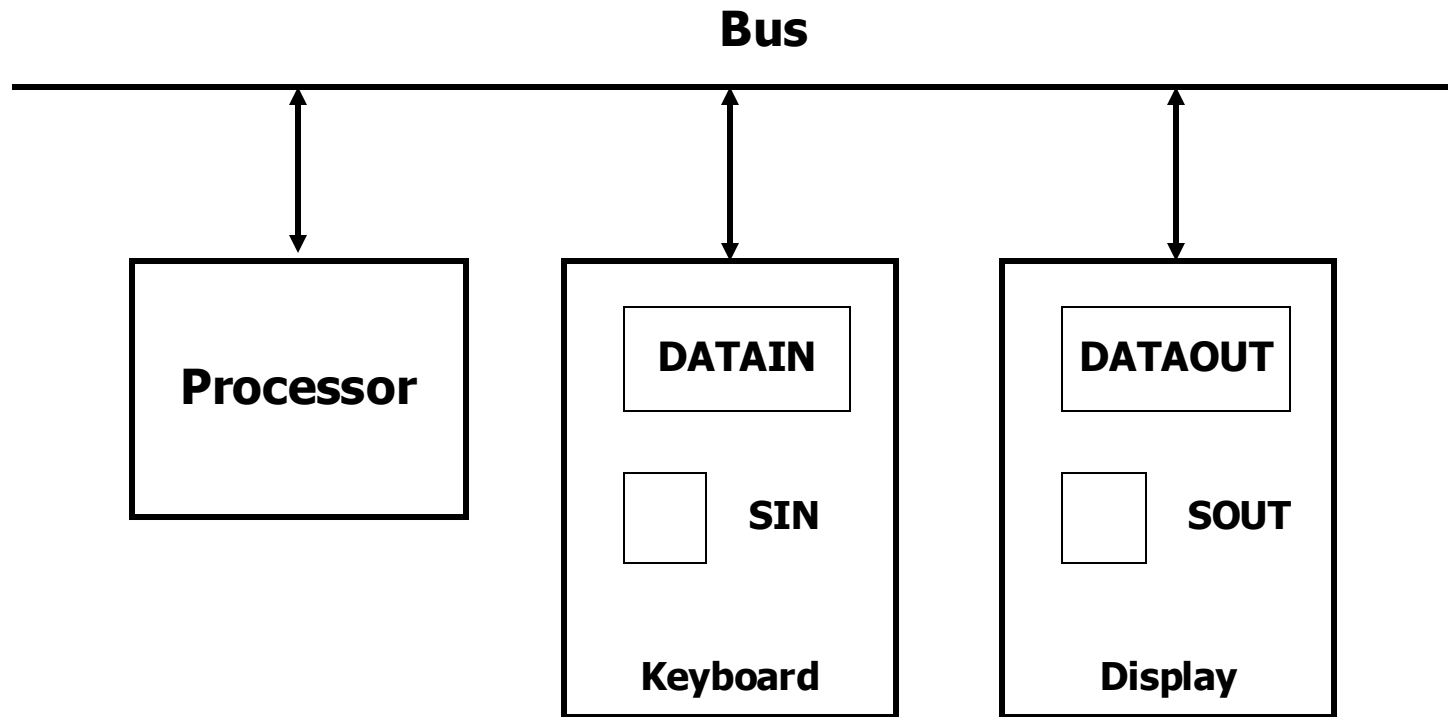 Bus
Processor
DATAIN
SIN
Keyboard
DATAOUT
SOUT
Display